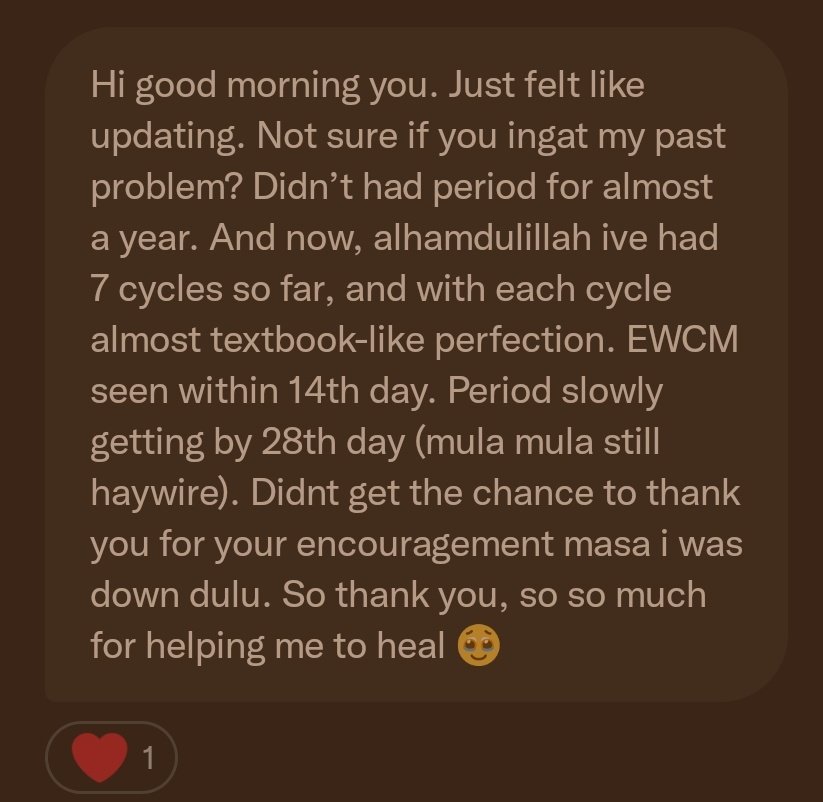 Hi good morning you. Just felt like
updating. Not sure if you ingat my past
problem? Didn’t had period for almost
a year. And now, alhamdulillah ive had
7 cycles so far, and with each cycle
almost textbook-like perfection. EWCM
seen within 14th day. Period slowly
getting by 28th day (mula mula still
haywire). Didnt get the chance to thank
you for your encouragement masa i was
down dulu. So thank you, so so much
for helping me to heal 🥹
❤️ 1